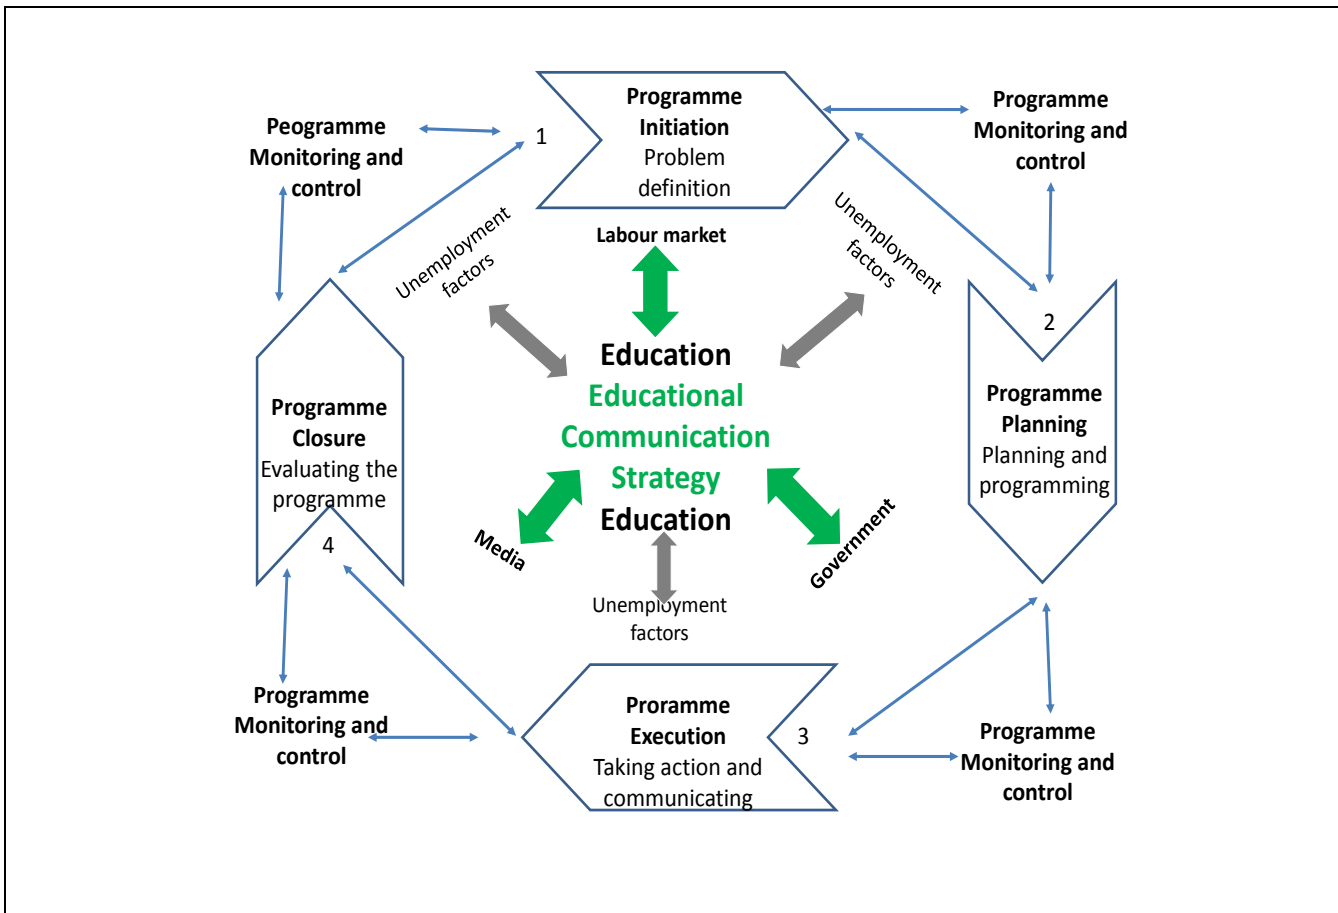 Programme
Initiation
Problem
definition
1
Peogramme
Monitoring and
control
Programme
Monitoring and
control
Unemployment
factors
Labour market
Unemployment
factors
2
Programme
Planning
Planning and
programming
Education
Educational
Communication
Strategy
Education
Programme
Closure
Evaluating the
programme
4
Media
Government
Unemployment
factors
Programme
Monitoring and
control
Proramme
Execution
Taking action and
communicating
3
Programme
Monitoring and
control